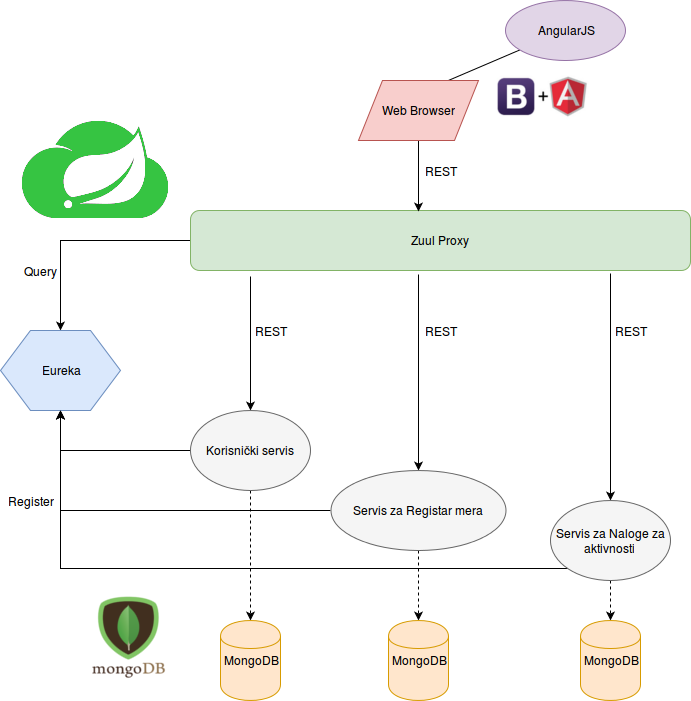 AngularJS
Web Browser
B
+
A
REST
Zuul Proxy
Query
REST
REST
REST
Eureka
Korisnički servis
Register
Servis za Registar mera
Servis za Naloge za
aktivnosti
mongoDB
MongoDB
MongoDB
MongoDB